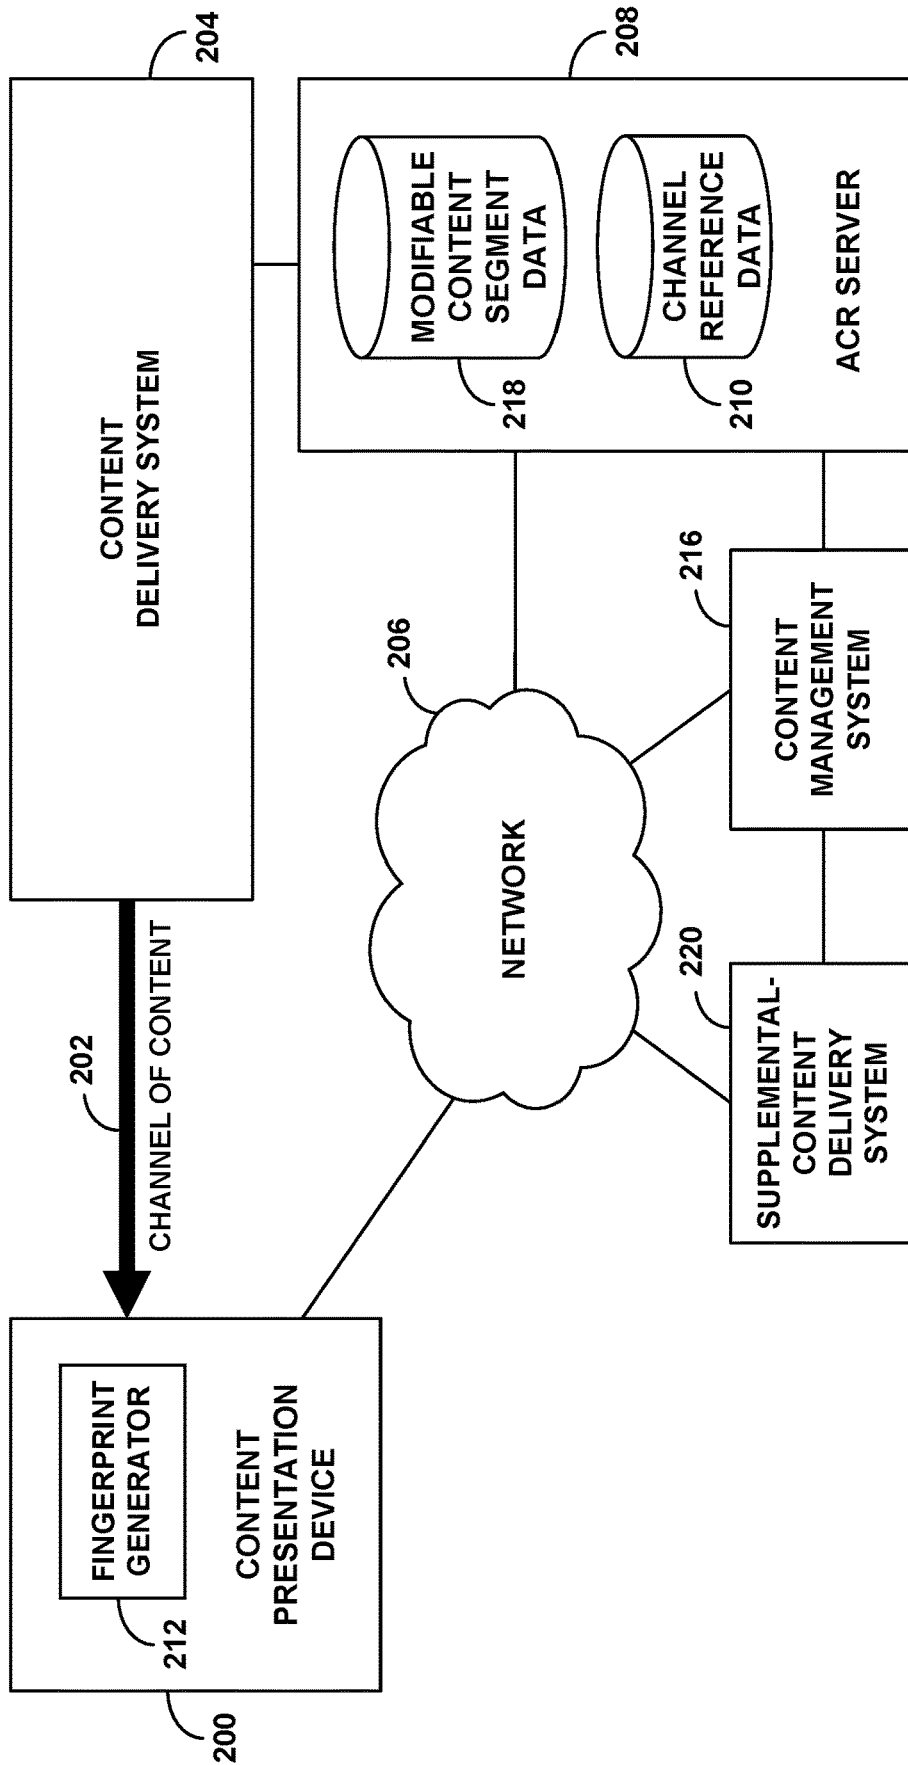 200
212
FINGERPRINT
GENERATOR
CONTENT
PRESENTATION
DEVICE
202
CHANNEL OF CONTENT
CONTENT
DELIVERY SYSTEM
204
206
NETWORK
208
MODIFIABLE
CONTENT
SEGMENT
DATA
218
CHANNEL
REFERENCE
DATA
210
ACR SERVER
220
SUPPLEMENTAL-
CONTENT
DELIVERY
SYSTEM
216
CONTENT
MANAGEMENT
SYSTEM